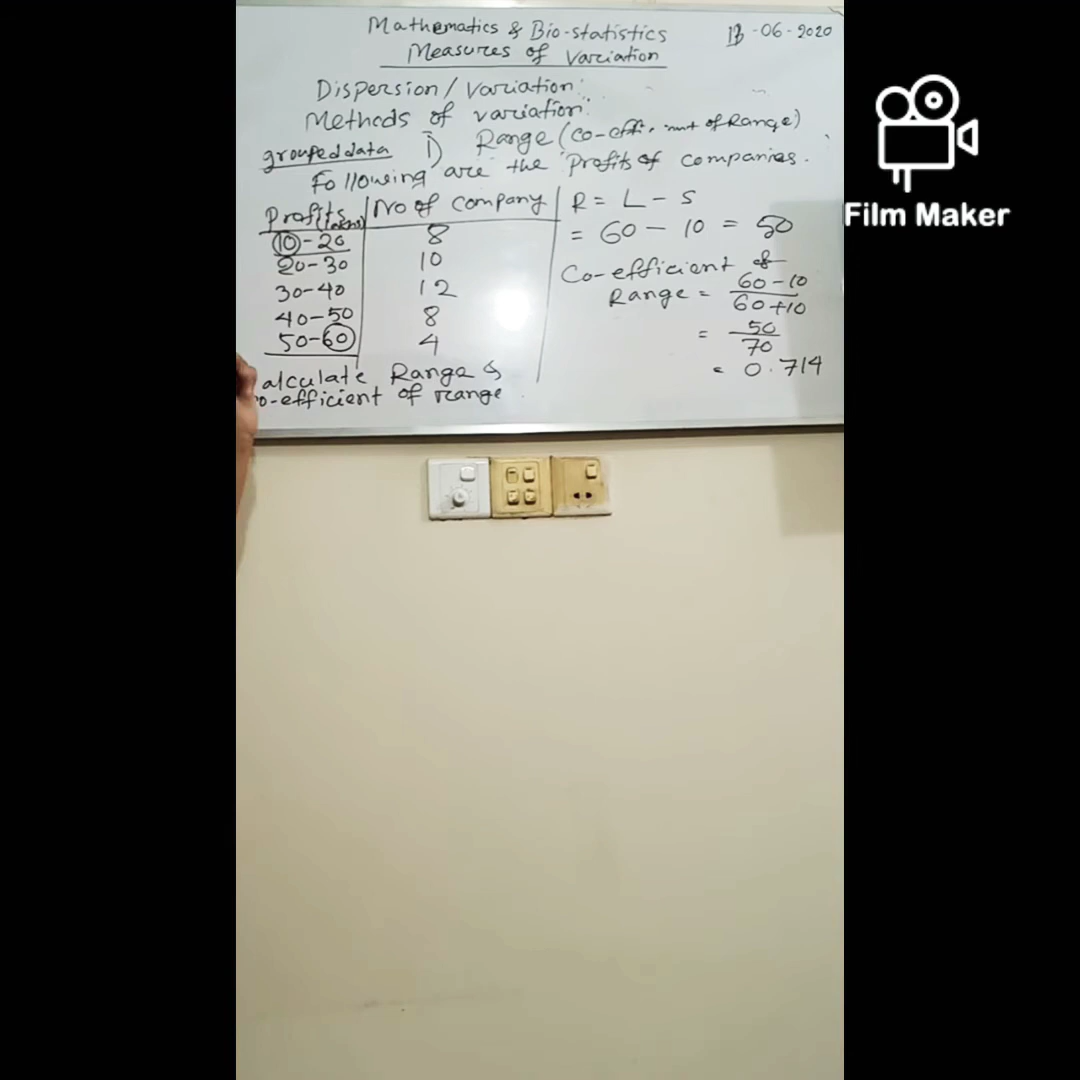 Mathematics & Bio-statistics
-06-2020
Measures of Variation
Dispersion/Variation:
Methods of variation:
grouped data i) Range (co-effi. nt of Range)
Following are the Profits of companies.
Profits | No of company
10-20 8
20-30 10
30-40 12
40-50 8
50-60 4
alculate Range &
o-efficient of range
R = L - S
= 60 - 10 = 50
Co-efficient of
Range = 60-10
60+10
= 50
70
= 0.714
Film Maker